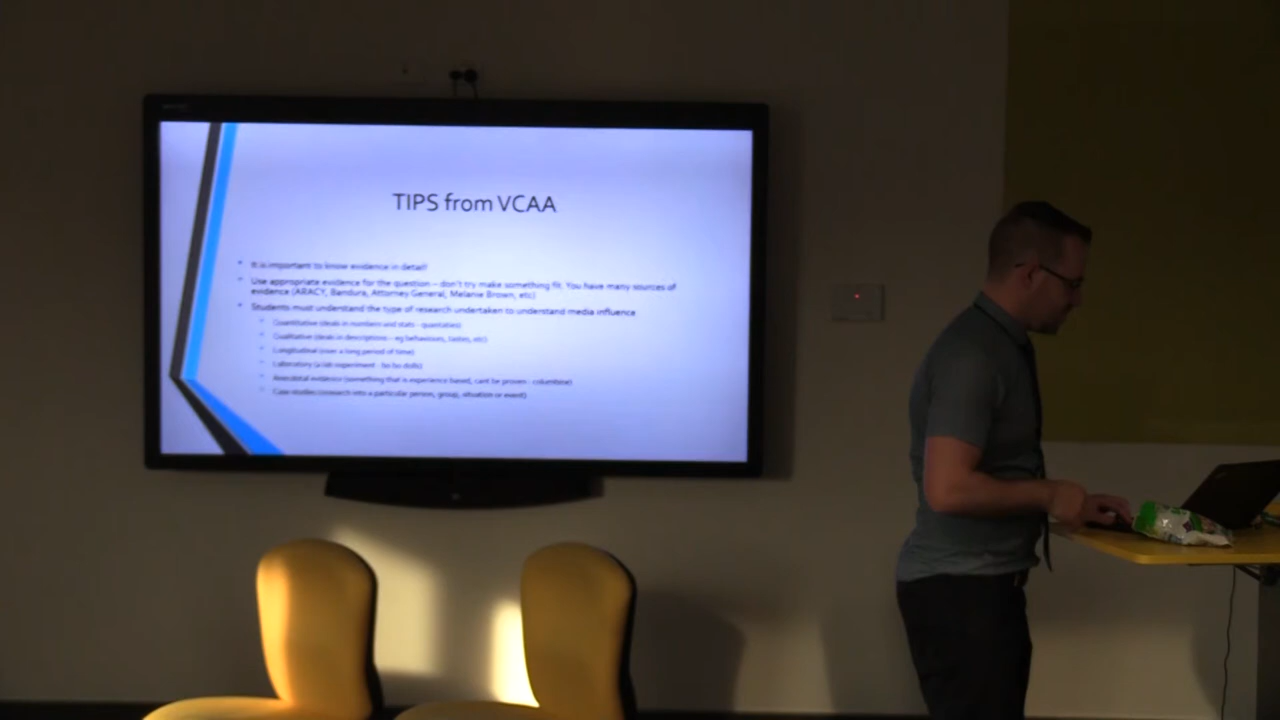 TIPS from VCAA
It is important to know evidence in detail!
Use appropriate evidence for the question – don't try make something fit. You have many sources of
evidence (ARACY, Bandura, Attorney General, Melanie Brown, etc)
Students must understand the type of research undertaken to understand media influence
Quantitative (deals in numbers and stats - quantities)
Qualitative (deals in descriptions – eg behaviours, tastes, etc)
Longitudinal (over a long period of time)
Laboratory (a lab experiment - bo bo dolls)
Anecdotal evidence (something that is experience based, cant be proven - columbine)
Case studies (research into a particular person, group, situation or event)